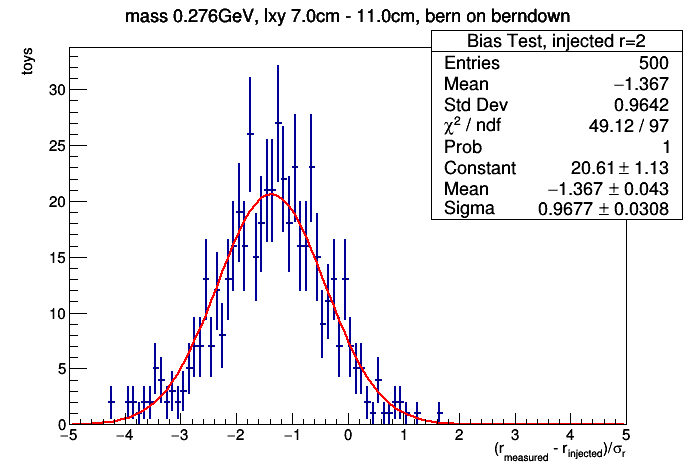 mass 0.276GeV, lxy 7.0cm - 11.0cm, bern on berndown
Bias Test, injected r=2
Entries 500
Mean −1.367
Std Dev 0.9642
χ² / ndf 49.12 / 97
Prob 1
Constant 20.61 ± 1.13
Mean −1.367 ± 0.043
Sigma 0.9677 ± 0.0308
toys
30
25
20
15
10
5
0
−5 −4 −3 −2 −1 0 1 2 3 4 5
(r_measured - r_injected)/σ_r